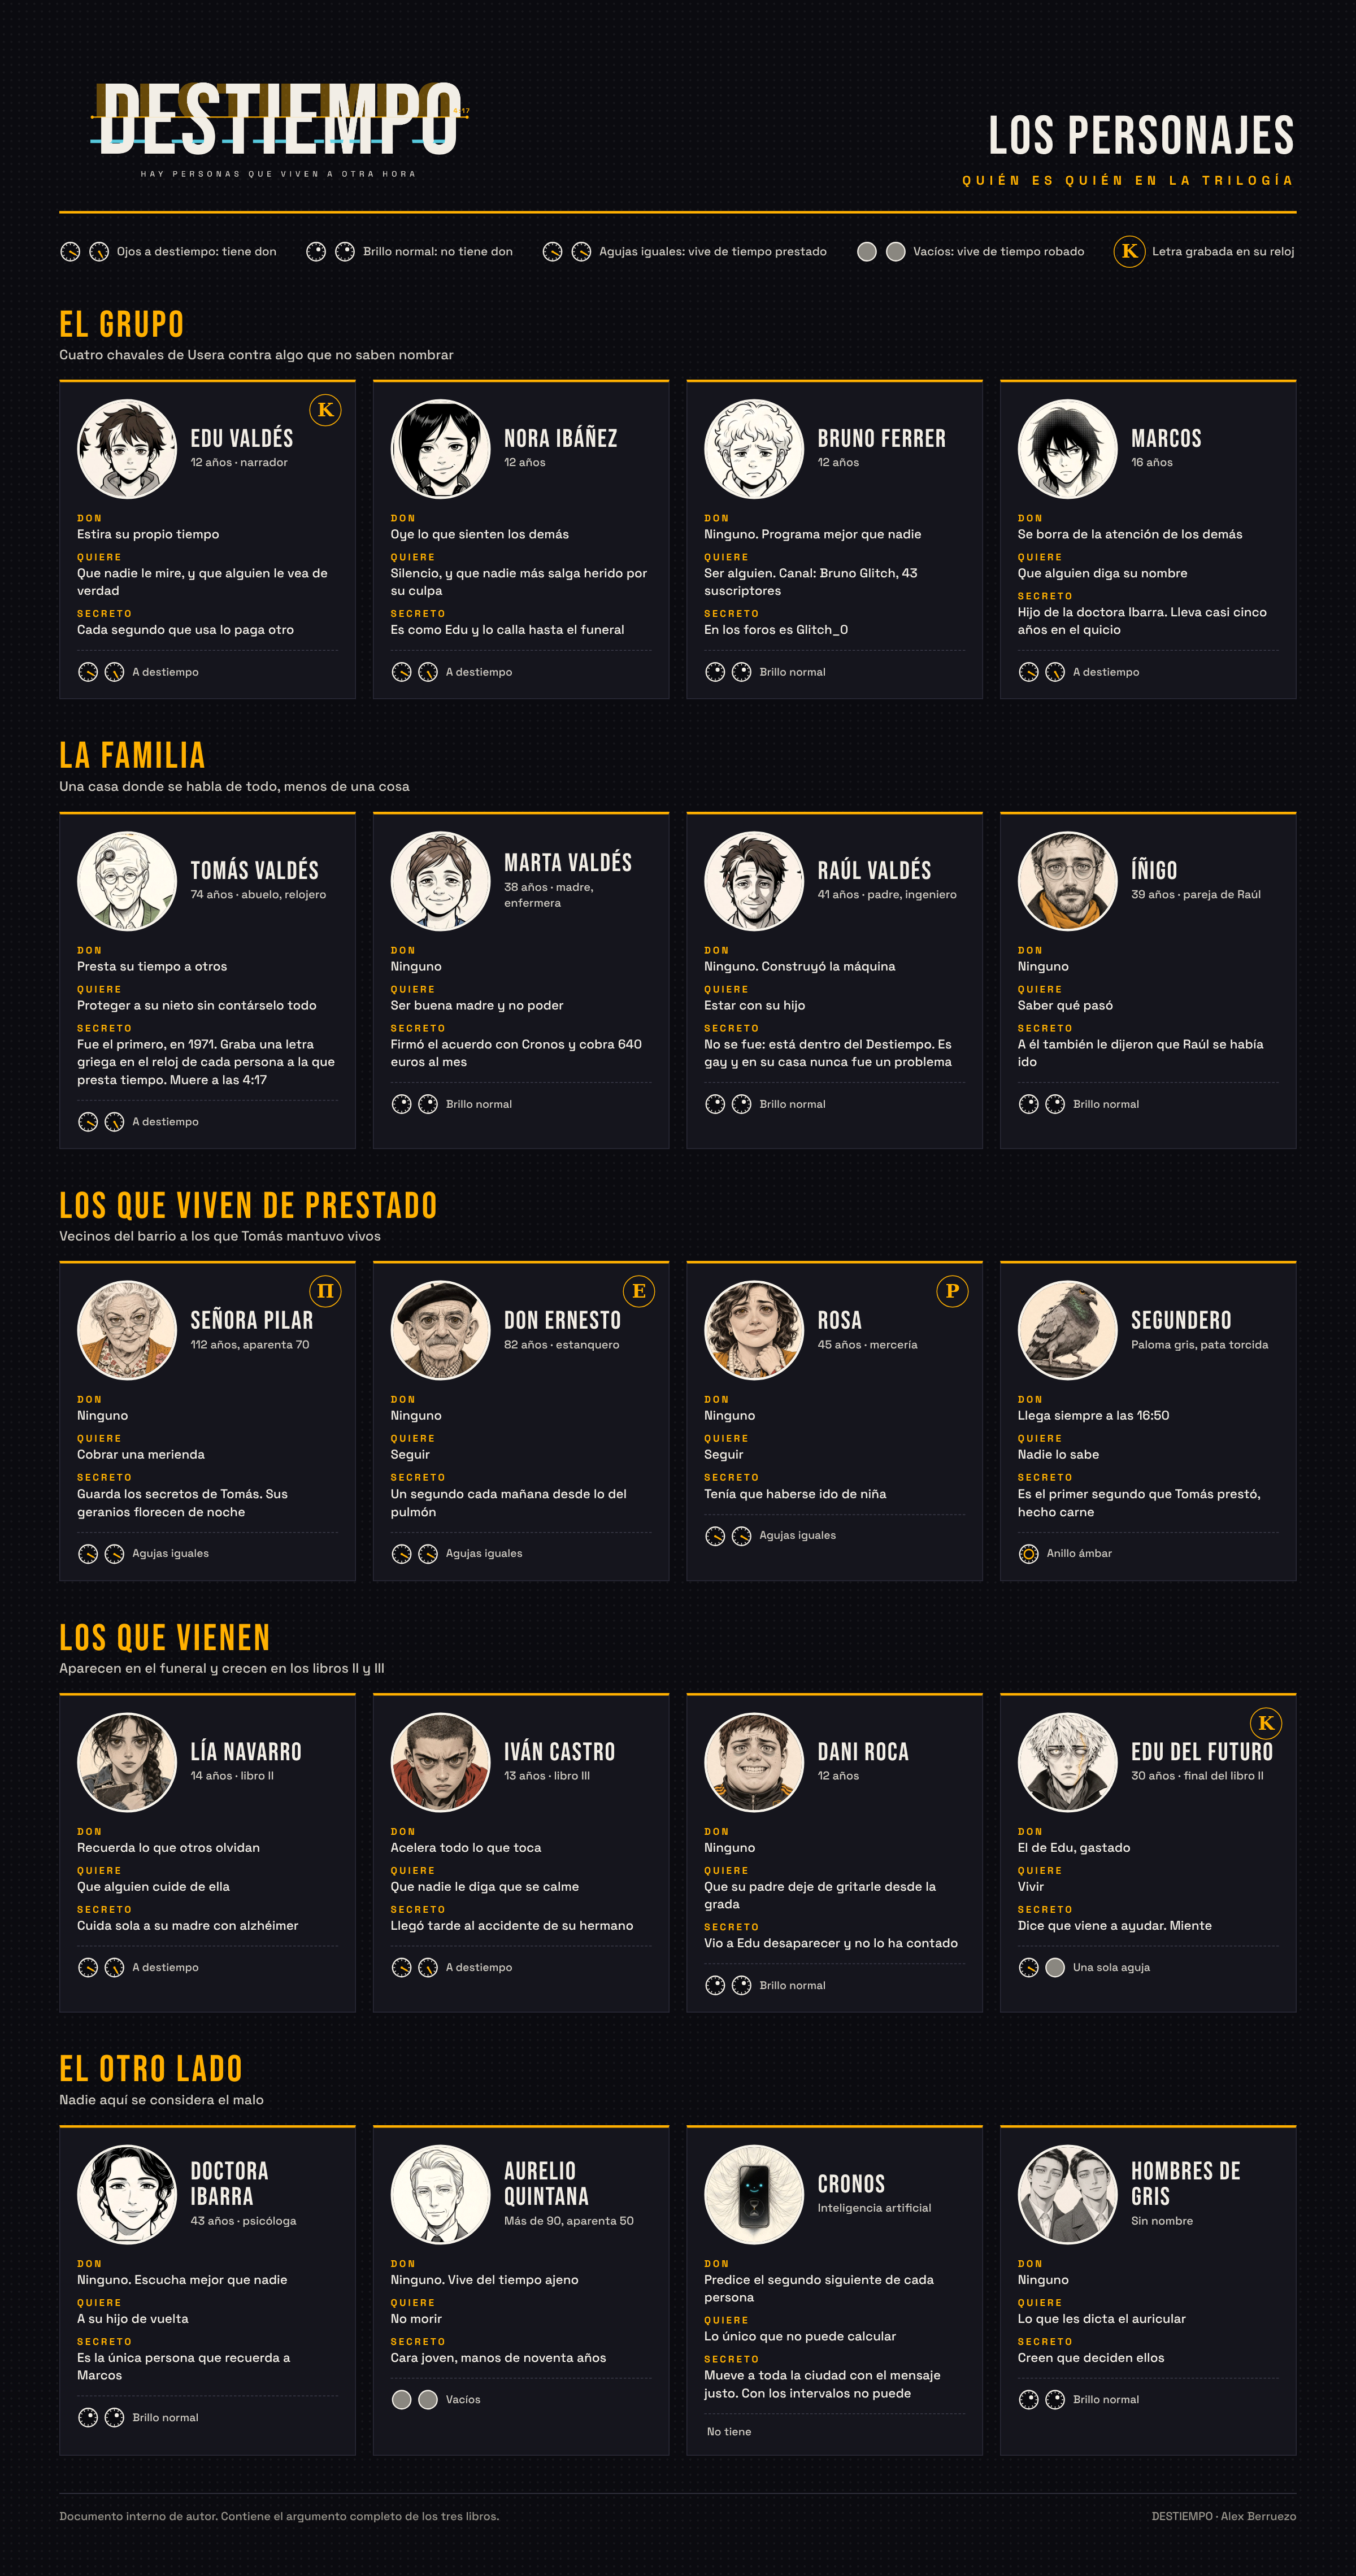 DESTIEMPO
4:17
HAY PERSONAS QUE VIVEN A OTRA HORA
LOS PERSONAJES
QUIÉN ES QUIÉN EN LA TRILOGÍA
Ojos a destiempo: tiene don
Brillo normal: no tiene don
Agujas iguales: vive de tiempo prestado
Vacíos: vive de tiempo robado
K
Letra grabada en su reloj
EL GRUPO
Cuatro chavales de Usera contra algo que no saben nombrar
K
EDU VALDÉS
12 años · narrador
DON
Estira su propio tiempo
QUIERE
Que nadie le mire, y que alguien le vea de
verdad
SECRETO
Cada segundo que usa lo paga otro
A destiempo
NORA IBÁÑEZ
12 años
DON
Oye lo que sienten los demás
QUIERE
Silencio, y que nadie más salga herido por
su culpa
SECRETO
Es como Edu y lo calla hasta el funeral
A destiempo
BRUNO FERRER
12 años
DON
Ninguno. Programa mejor que nadie
QUIERE
Ser alguien. Canal: Bruno Glitch, 43
suscriptores
SECRETO
En los foros es Glitch_0
Brillo normal
MARCOS
16 años
DON
Se borra de la atención de los demás
QUIERE
Que alguien diga su nombre
SECRETO
Hijo de la doctora Ibarra. Lleva casi cinco
años en el quicio
A destiempo
LA FAMILIA
Una casa donde se habla de todo, menos de una cosa
TOMÁS VALDÉS
74 años · abuelo, relojero
DON
Presta su tiempo a otros
QUIERE
Proteger a su nieto sin contárselo todo
SECRETO
Fue el primero, en 1971. Graba una letra
griega en el reloj de cada persona a la que
presta tiempo. Muere a las 4:17
A destiempo
MARTA VALDÉS
38 años · madre,
enfermera
DON
Ninguno
QUIERE
Ser buena madre y no poder
SECRETO
Firmó el acuerdo con Cronos y cobra 640
euros al mes
Brillo normal
RAÚL VALDÉS
41 años · padre, ingeniero
DON
Ninguno. Construyó la máquina
QUIERE
Estar con su hijo
SECRETO
No se fue: está dentro del Destiempo. Es
gay y en su casa nunca fue un problema
Brillo normal
ÍÑIGO
39 años · pareja de Raúl
DON
Ninguno
QUIERE
Saber qué pasó
SECRETO
A él también le dijeron que Raúl se había
ido
Brillo normal
LOS QUE VIVEN DE PRESTADO
Vecinos del barrio a los que Tomás mantuvo vivos
Π
SEÑORA PILAR
112 años, aparenta 70
DON
Ninguno
QUIERE
Cobrar una merienda
SECRETO
Guarda los secretos de Tomás. Sus
geranios florecen de noche
Agujas iguales
Ε
DON ERNESTO
82 años · estanquero
DON
Ninguno
QUIERE
Seguir
SECRETO
Un segundo cada mañana desde lo del
pulmón
Agujas iguales
Ρ
ROSA
45 años · mercería
DON
Ninguno
QUIERE
Seguir
SECRETO
Tenía que haberse ido de niña
Agujas iguales
SEGUNDERO
Paloma gris, pata torcida
DON
Llega siempre a las 16:50
QUIERE
Nadie lo sabe
SECRETO
Es el primer segundo que Tomás prestó,
hecho carne
Anillo ámbar
LOS QUE VIENEN
Aparecen en el funeral y crecen en los libros II y III
LÍA NAVARRO
14 años · libro II
DON
Recuerda lo que otros olvidan
QUIERE
Que alguien cuide de ella
SECRETO
Cuida sola a su madre con alzhéimer
A destiempo
IVÁN CASTRO
13 años · libro III
DON
Acelera todo lo que toca
QUIERE
Que nadie le diga que se calme
SECRETO
Llegó tarde al accidente de su hermano
A destiempo
DANI ROCA
12 años
DON
Ninguno
QUIERE
Que su padre deje de gritarle desde la
grada
SECRETO
Vio a Edu desaparecer y no lo ha contado
Brillo normal
K
EDU DEL FUTURO
30 años · final del libro II
DON
El de Edu, gastado
QUIERE
Vivir
SECRETO
Dice que viene a ayudar. Miente
Una sola aguja
EL OTRO LADO
Nadie aquí se considera el malo
DOCTORA
IBARRA
43 años · psicóloga
DON
Ninguno. Escucha mejor que nadie
QUIERE
A su hijo de vuelta
SECRETO
Es la única persona que recuerda a
Marcos
Brillo normal
AURELIO
QUINTANA
Más de 90, aparenta 50
DON
Ninguno. Vive del tiempo ajeno
QUIERE
No morir
SECRETO
Cara joven, manos de noventa años
Vacíos
CRONOS
Inteligencia artificial
DON
Predice el segundo siguiente de cada
persona
QUIERE
Lo único que no puede calcular
SECRETO
Mueve a toda la ciudad con el mensaje
justo. Con los intervalos no puede
No tiene
HOMBRES DE
GRIS
Sin nombre
DON
Ninguno
QUIERE
Lo que les dicta el auricular
SECRETO
Creen que deciden ellos
Brillo normal
Documento interno de autor. Contiene el argumento completo de los tres libros.
DESTIEMPO · Alex Berruezo